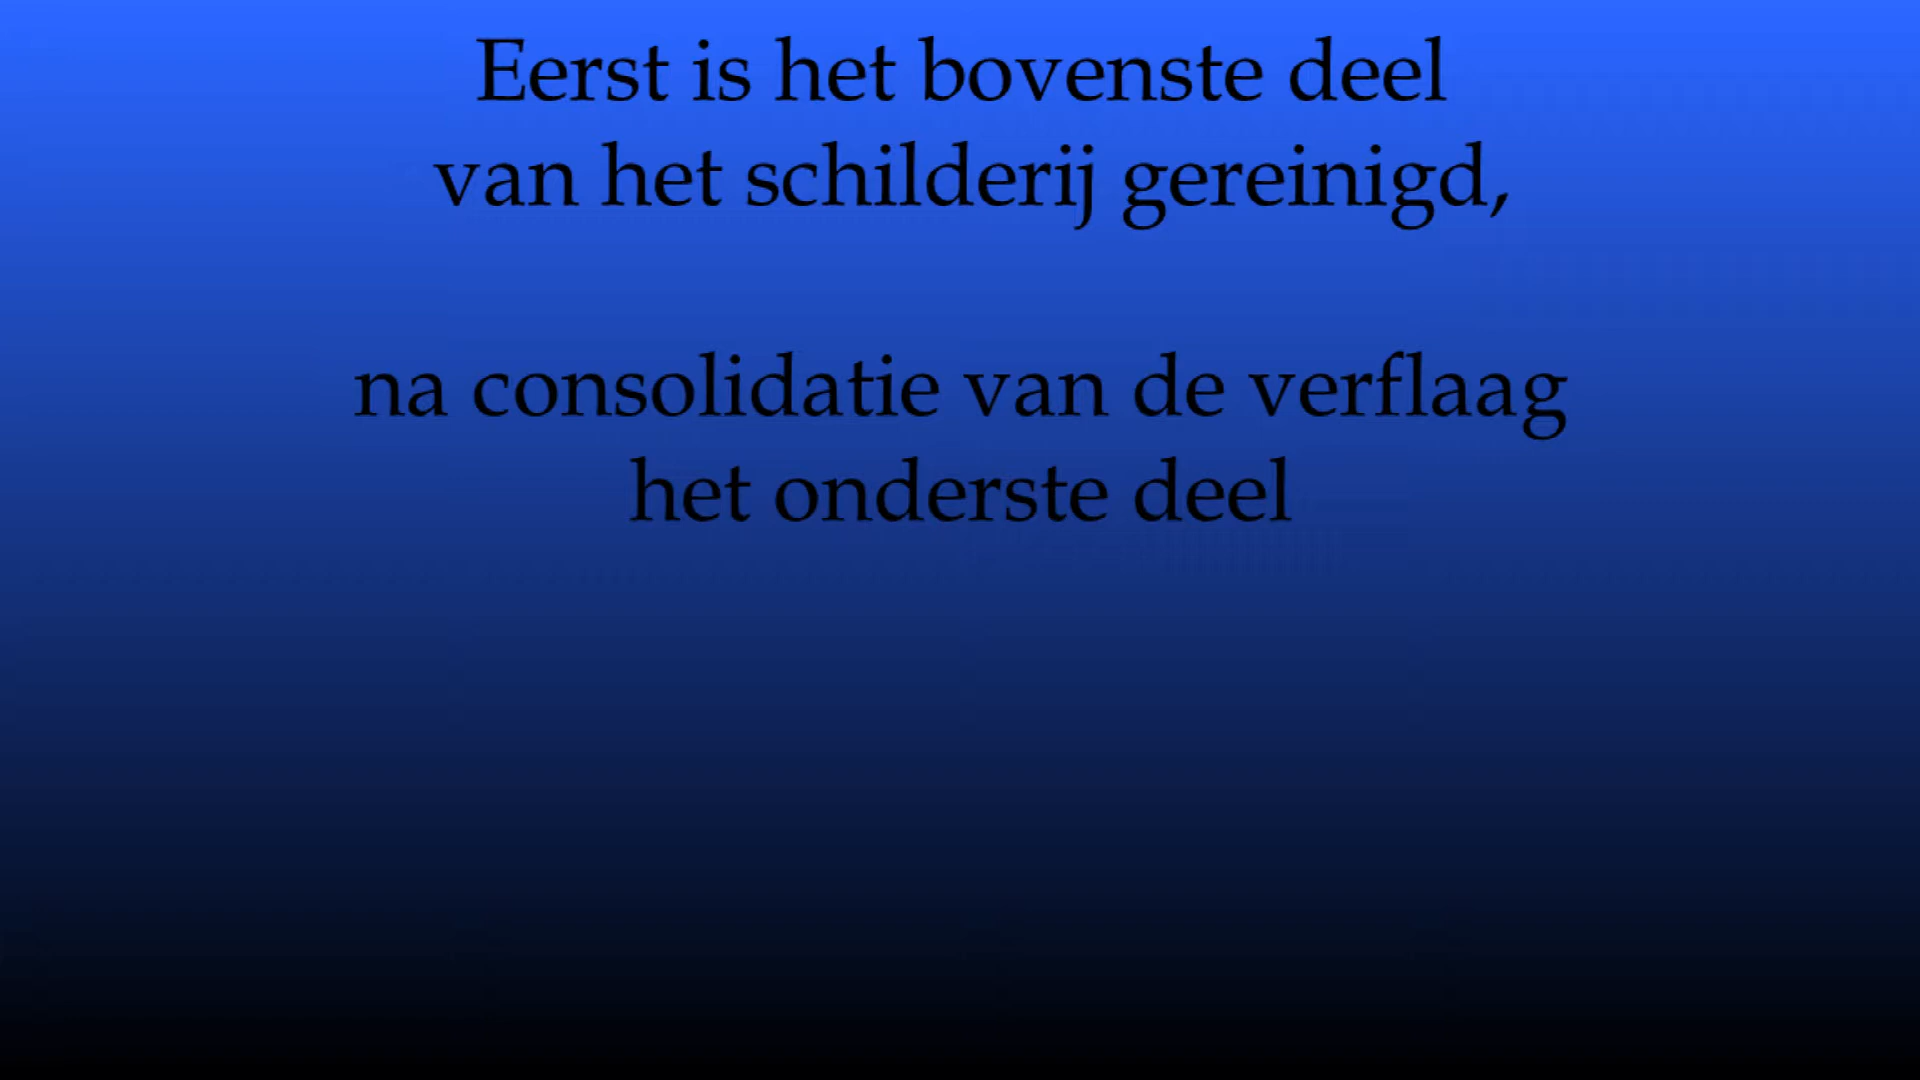 Eerst is het bovenste deel
van het schilderij gereinigd,
na consolidatie van de verflaag
het onderste deel